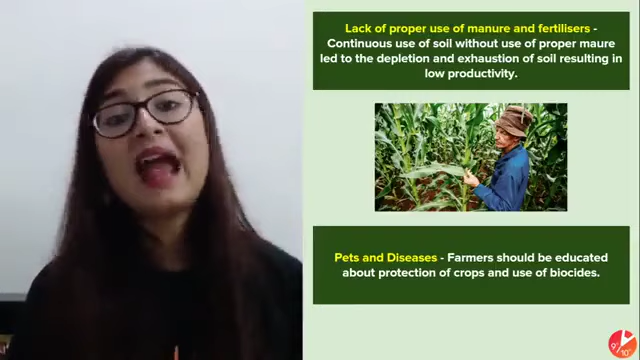 Lack of proper use of manure and fertilisers -
Continuous use of soil without use of proper maure
led to the depletion and exhaustion of soil resulting in
low productivity.
Pets and Diseases - Farmers should be educated
about protection of crops and use of biocides.
9
10